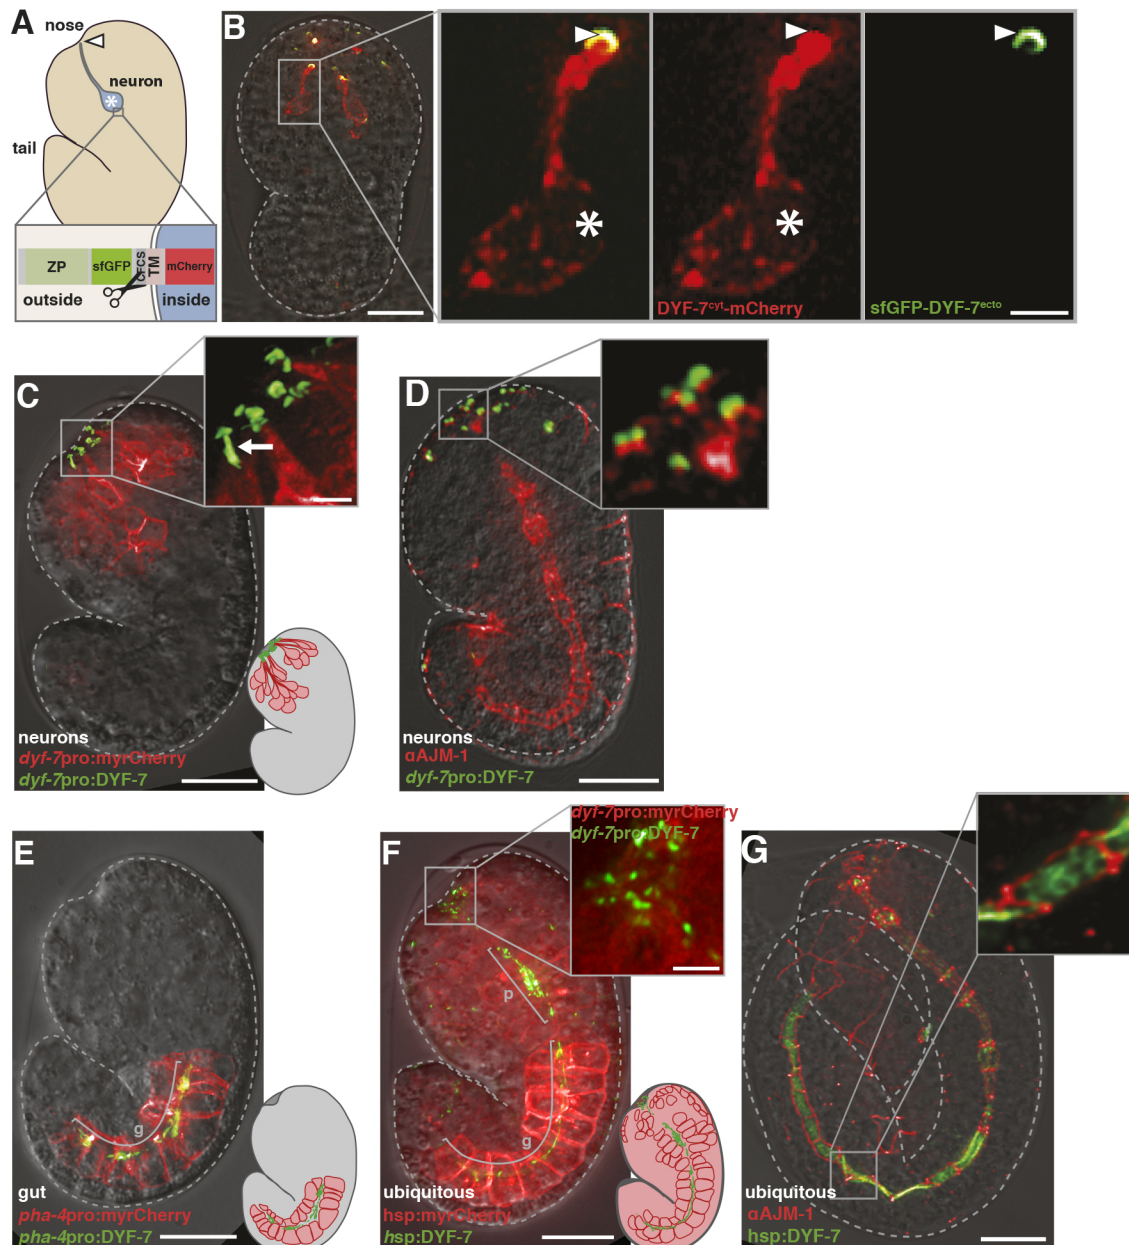 A
nose
neuron
*
tail
ZP
sfGFP
CFCS
TM
mCherry
outside
inside
B
*
*
DYF-7cyt-mCherry
sfGFP-DYF-7ecto
C
neurons
dyf-7pro:myrCherry
dyf-7pro:DYF-7
D
neurons
αAJM-1
dyf-7pro:DYF-7
E
g
gut
pha-4pro:myrCherry
pha-4pro:DYF-7
F
dyf-7pro:myrCherry
dyf-7pro:DYF-7
p
g
ubiquitous
hsp:myrCherry
hsp:DYF-7
G
ubiquitous
αAJM-1
hsp:DYF-7